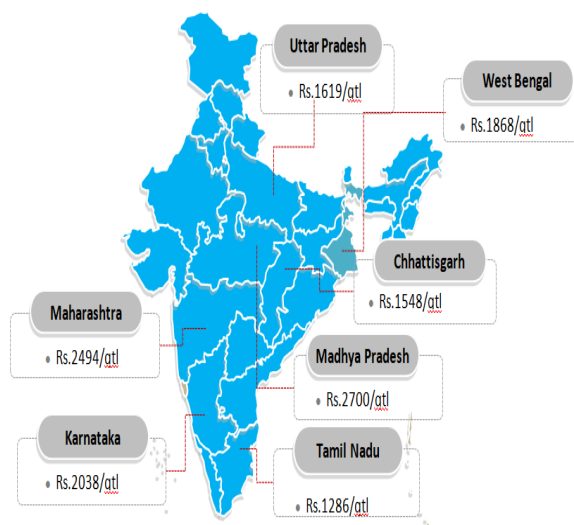 Uttar Pradesh
• Rs.1619/qtl
West Bengal
• Rs.1868/qtl
Chhattisgarh
• Rs.1548/qtl
Maharashtra
• Rs.2494/qtl
Madhya Pradesh
• Rs.2700/qtl
Karnataka
• Rs.2038/qtl
Tamil Nadu
• Rs.1286/qtl